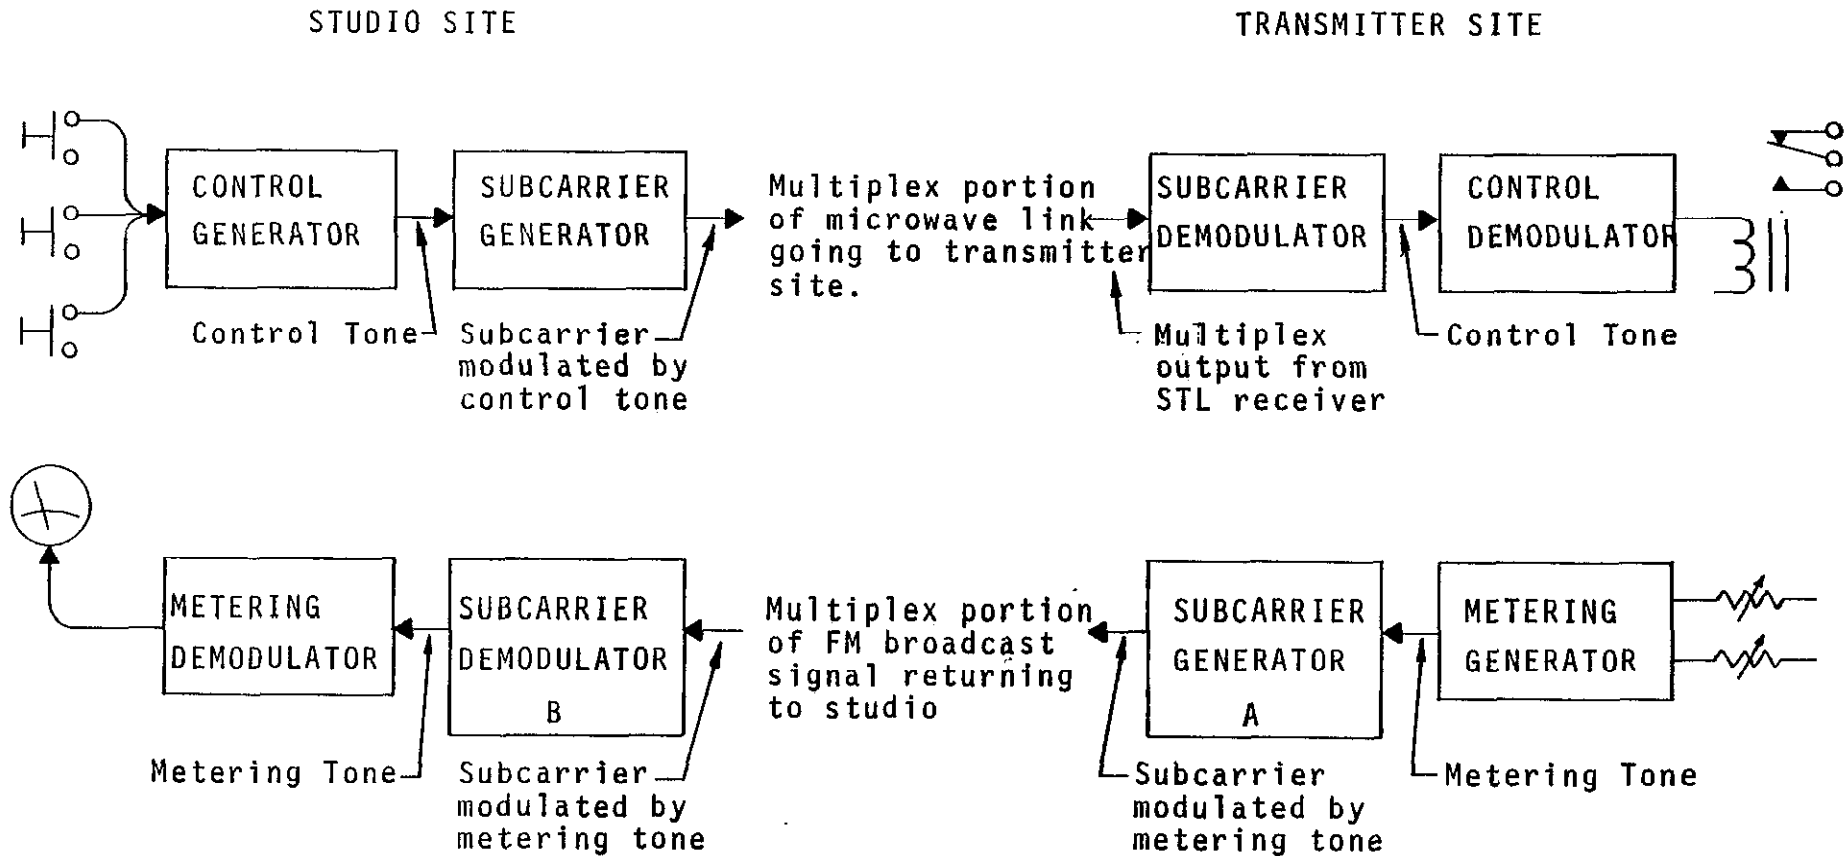 STUDIO SITE
TRANSMITTER SITE
CONTROL
GENERATOR
SUBCARRIER
GENERATOR
Multiplex portion
of microwave link
going to transmitter
site.
SUBCARRIER
DEMODULATOR
CONTROL
DEMODULATOR
Control Tone
Subcarrier
modulated by
control tone
Multiplex
output from
STL receiver
Control Tone
METERING
DEMODULATOR
SUBCARRIER
DEMODULATOR
B
Multiplex portion
of FM broadcast
signal returning
to studio
SUBCARRIER
GENERATOR
A
METERING
GENERATOR
Metering Tone
Subcarrier
modulated by
metering tone
Subcarrier
modulated by
metering tone
Metering Tone